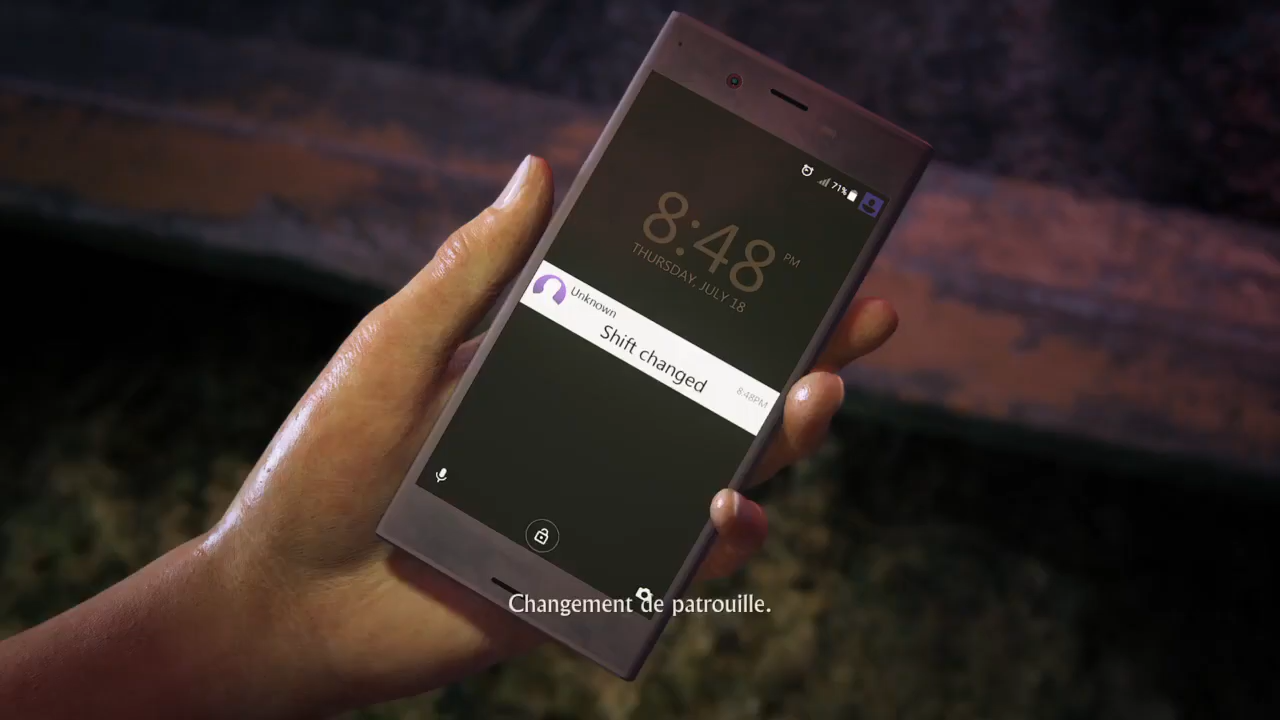 71%
8:48 PM
THURSDAY, JULY 18
Unknown
Shift changed
8:48PM
Changement de patrouille.